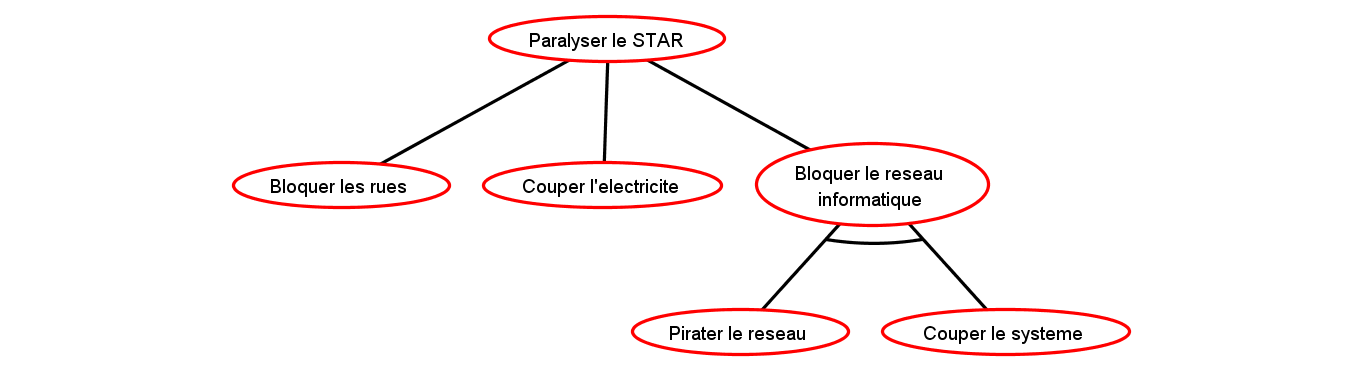 Paralyser le STAR
Bloquer les rues
Couper l'electricite
Bloquer le reseau
informatique
Pirater le reseau
Couper le systeme